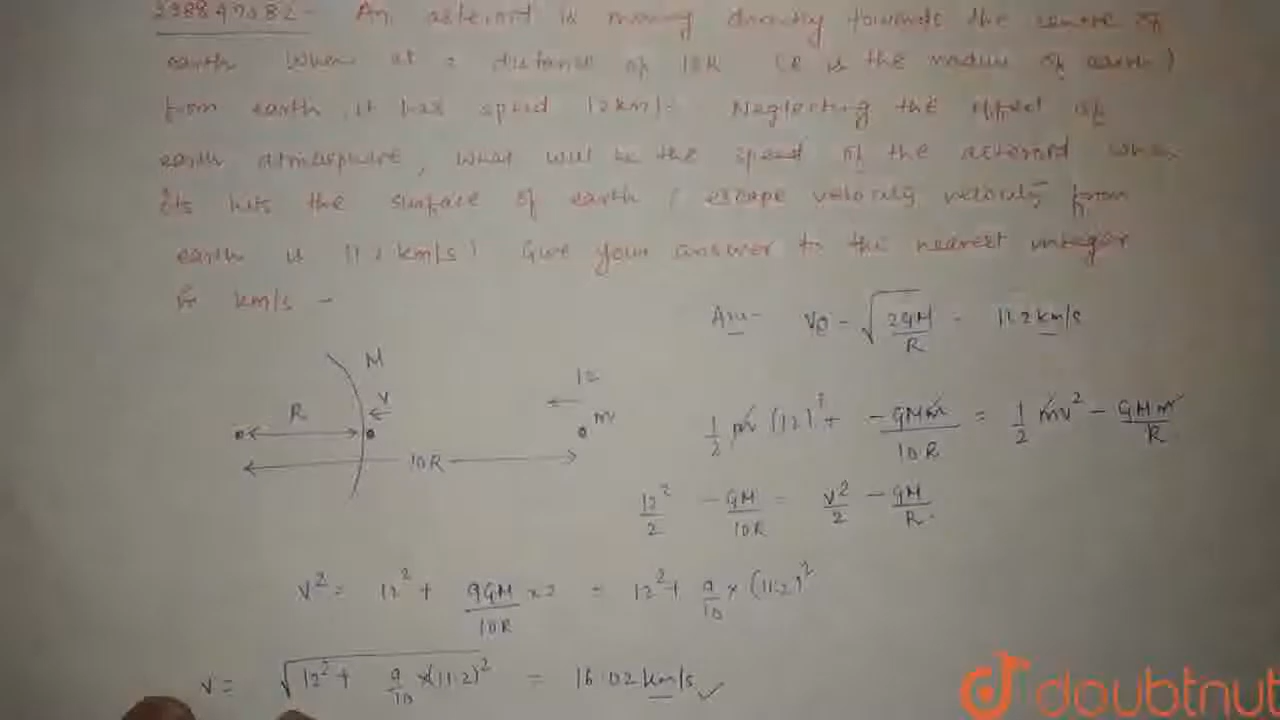 An asteroid is moving directly towards the centre of
earth when at a distance of 10R (R is the radius of earth)
from earth, it has speed 12 km/s. Neglecting the effect of
earth atmosphere, what will be the speed of the asteroid when
its hits the surface of earth (escape velocity velocity from
earth is 11.2 km/s) Give your answer to the nearest integer
in km/s -
Ans- Ve = √(2GM/R) = 11.2 km/s
M
R
V
12
m
10R
1/2 m (12)² + -GMm/10R = 1/2 mv² - GMm/R
12²/2 - GM/10R = v²/2 - GM/R
v² = 12² + 9GM/10R × 2 = 12² + 9/10 × (11.2)²
v = √(12² + 9/10 × (11.2)²) = 16.02 km/s ✓
doubtnut